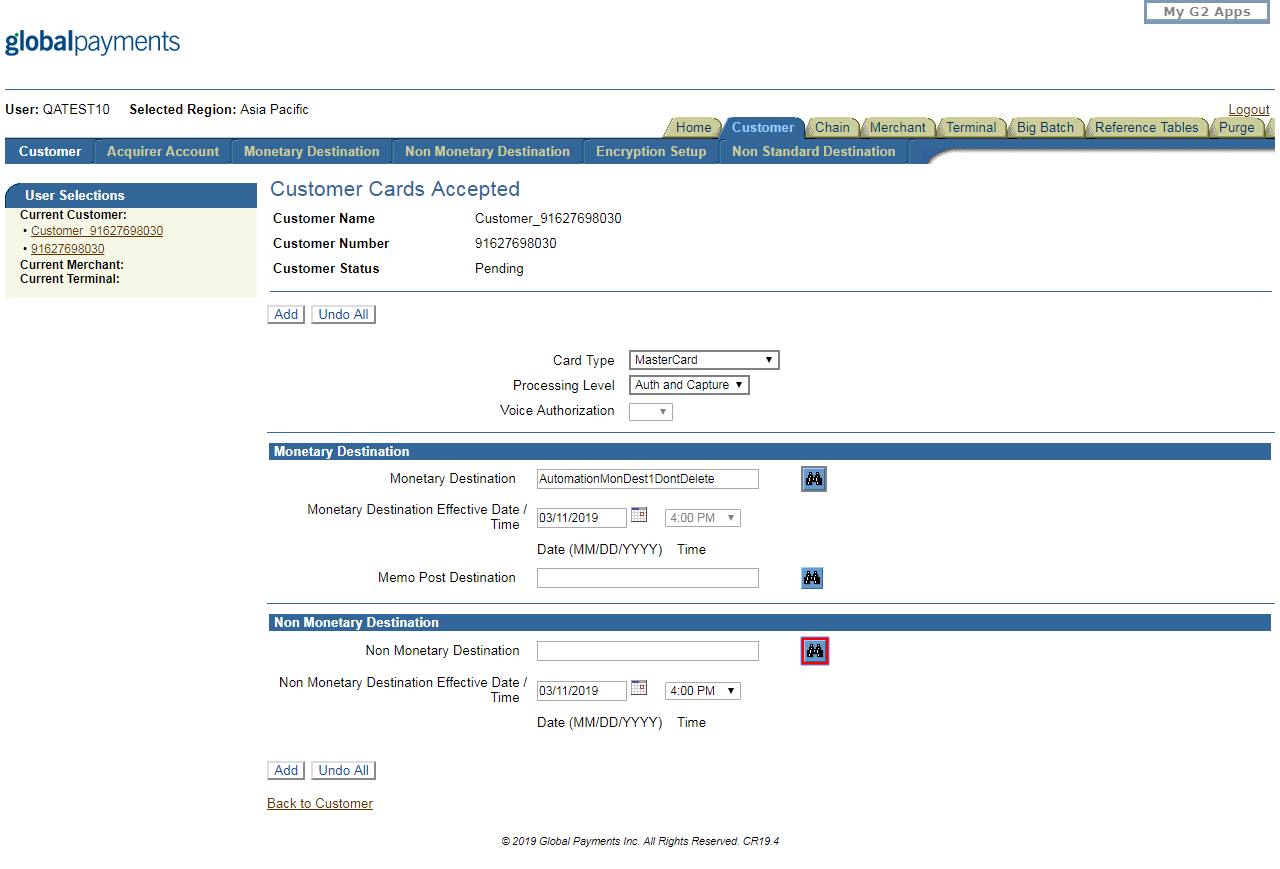 My G2 Apps
globalpayments
User: QATEST10 Selected Region: Asia Pacific
Logout
Home Customer Chain Merchant Terminal Big Batch Reference Tables Purge
Customer Acquirer Account Monetary Destination Non Monetary Destination Encryption Setup Non Standard Destination
User Selections
Current Customer:
• Customer_91627698030
• 91627698030
Current Merchant:
Current Terminal:
Customer Cards Accepted
Customer Name Customer_91627698030
Customer Number 91627698030
Customer Status Pending
Add Undo All
Card Type MasterCard
Processing Level Auth and Capture
Voice Authorization
Monetary Destination
Monetary Destination AutomationMonDest1DontDelete
Monetary Destination Effective Date /
Time 03/11/2019 4:00 PM
Date (MM/DD/YYYY) Time
Memo Post Destination
Non Monetary Destination
Non Monetary Destination
Non Monetary Destination Effective Date /
Time 03/11/2019 4:00 PM
Date (MM/DD/YYYY) Time
Add Undo All
Back to Customer
© 2019 Global Payments Inc. All Rights Reserved. CR19.4